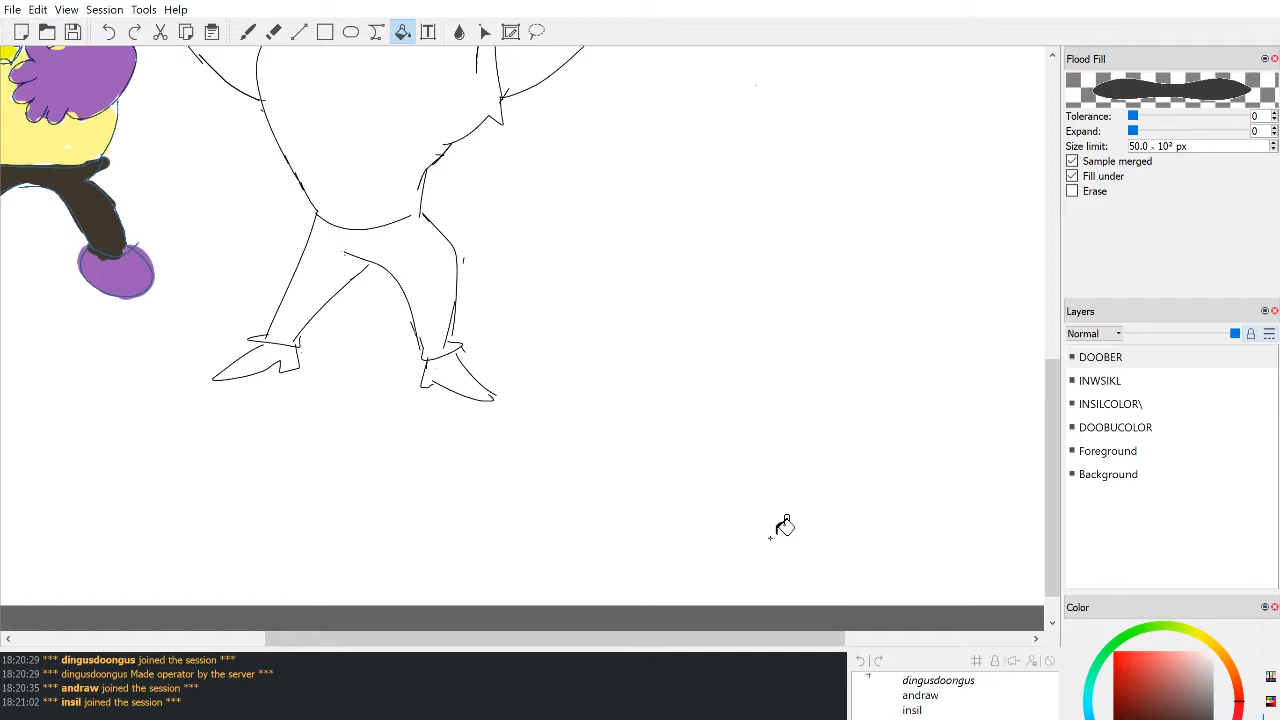 File Edit View Session Tools Help
Flood Fill
Tolerance: 0
Expand: 0
Size limit: 50.0 × 10² px
Sample merged
Fill under
Erase
Layers
Normal
DOOBER
INWSIKL
INSILCOLOR\
DOOBUCOLOR
Foreground
Background
Color
18:20:29 *** dingusdoongus joined the session ***
18:20:29 *** dingusdoongus Made operator by the server ***
18:20:35 *** andraw joined the session ***
18:21:02 *** insil joined the session ***
dingusdoongus
andraw
insil